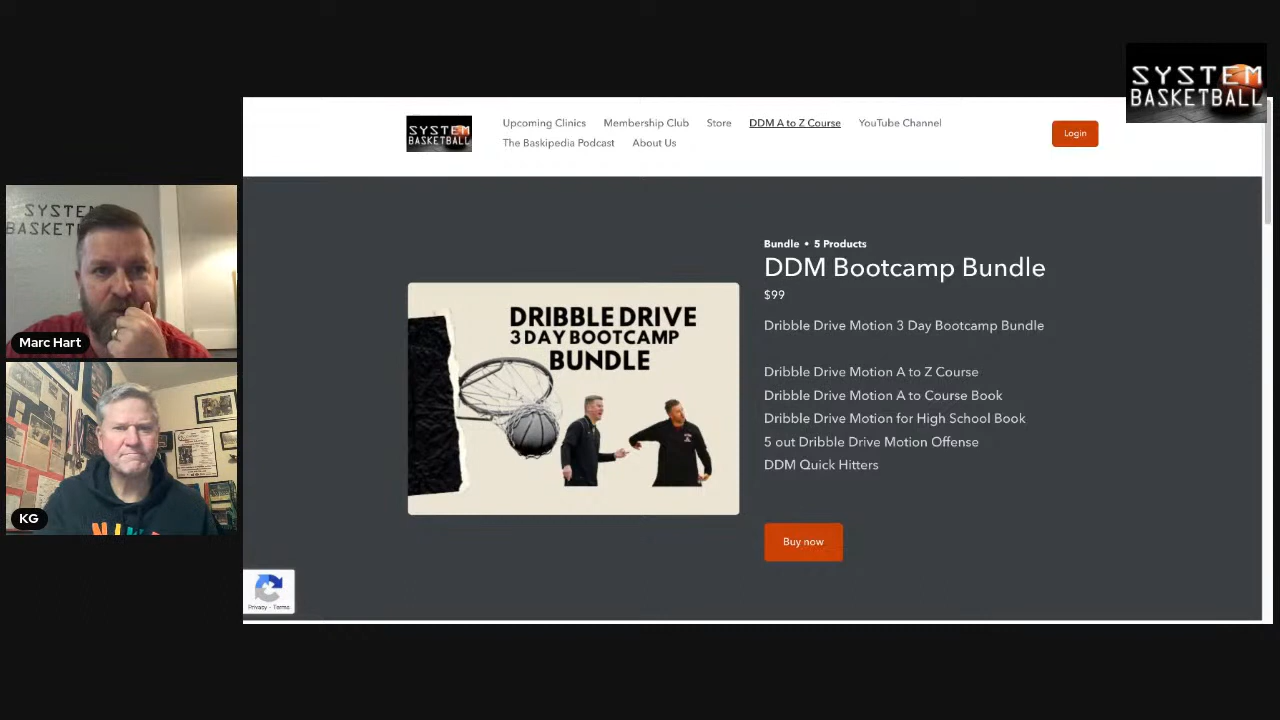 SYSTEM
BASKETBALL
SYSTEM
BASKETBALL
Upcoming Clinics Membership Club Store DDM A to Z Course YouTube Channel
The Baskipedia Podcast About Us
Login
SYSTEM
Marc Hart
KG
DRIBBLE DRIVE
3 DAY BOOTCAMP
BUNDLE
Bundle • 5 Products
DDM Bootcamp Bundle
$99
Dribble Drive Motion 3 Day Bootcamp Bundle
Dribble Drive Motion A to Z Course
Dribble Drive Motion A to Course Book
Dribble Drive Motion for High School Book
5 out Dribble Drive Motion Offense
DDM Quick Hitters
Buy now
Privacy - Terms